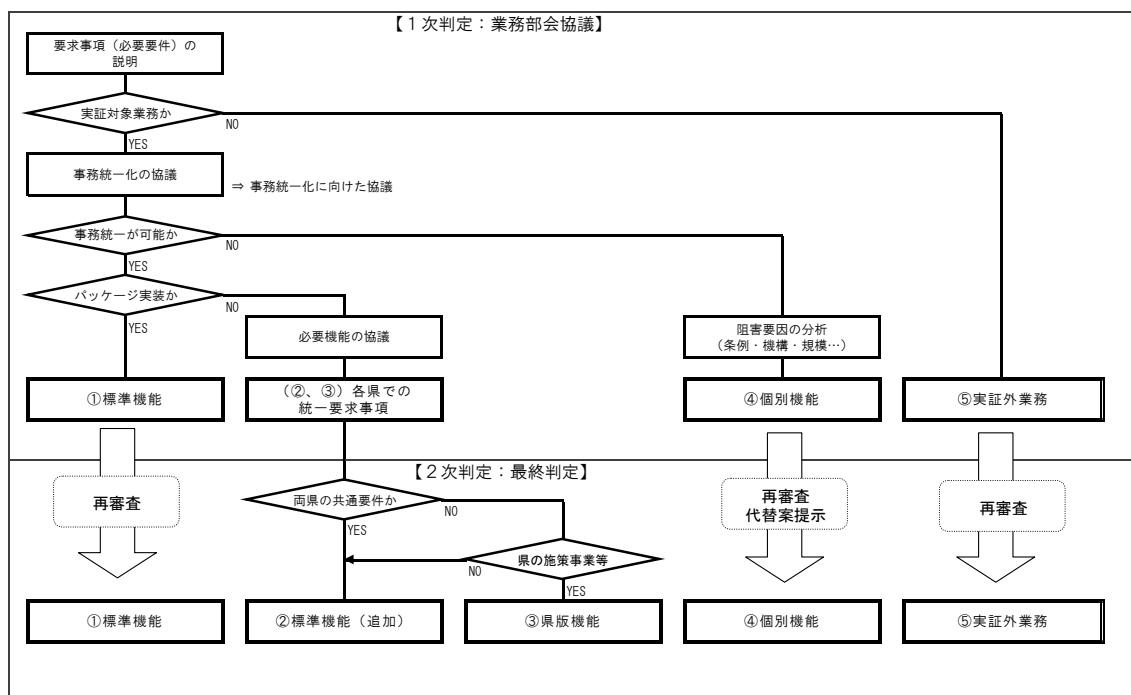 【１次判定：業務部会協議】
要求事項（必要要件）の
説明
実証対象業務か
NO
YES
事務統一化の協議
⇒ 事務統一化に向けた協議
事務統一が可能か
NO
YES
パッケージ実装か
NO
YES
必要機能の協議
阻害要因の分析
（条例・機構・規模…）
①標準機能
（②、③）各県での
統一要求事項
④個別機能
⑤実証外業務
【２次判定：最終判定】
再審査
両県の共通要件か
NO
YES
再審査
代替案提示
再審査
県の施策事業等
NO
YES
①標準機能
②標準機能（追加）
③県版機能
④個別機能
⑤実証外業務